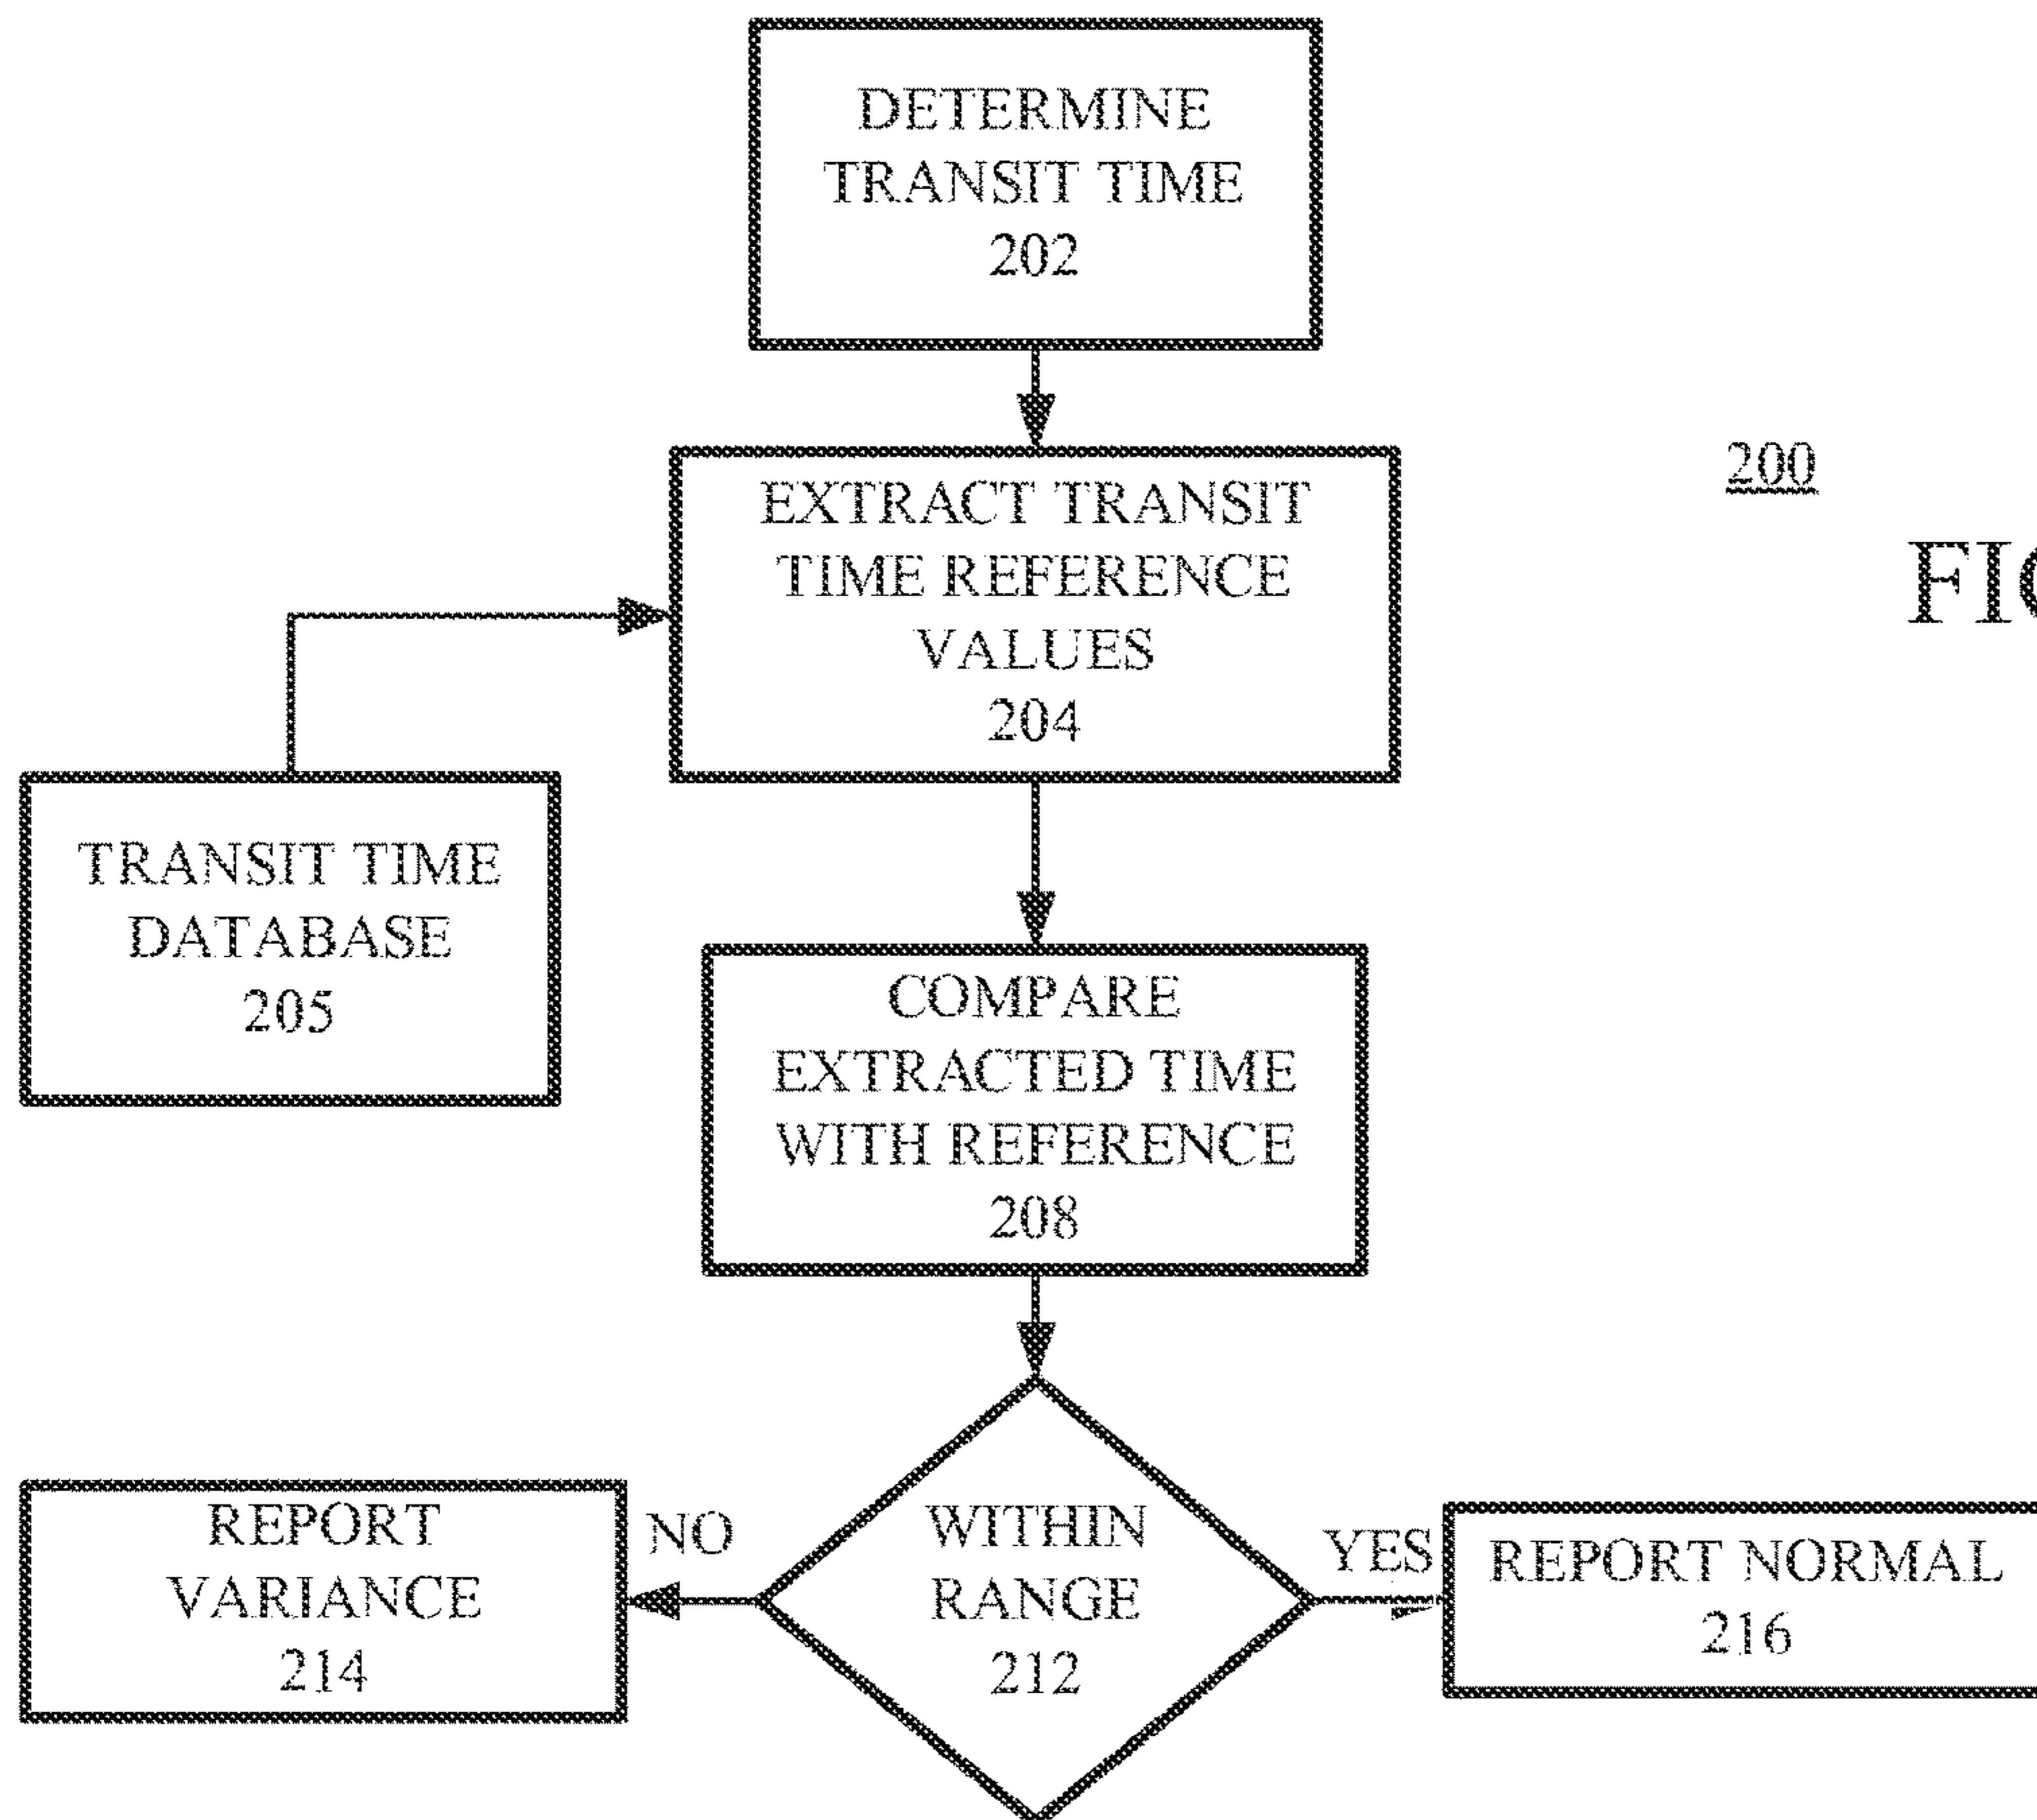 DETERMINE
TRANSIT TIME
202
EXTRACT TRANSIT
TIME REFERENCE
VALUES
204
200
TRANSIT TIME
DATABASE
205
COMPARE
EXTRACTED TIME
WITH REFERENCE
208
REPORT
VARIANCE
214
NO
WITHIN
RANGE
212
YES
REPORT NORMAL
216